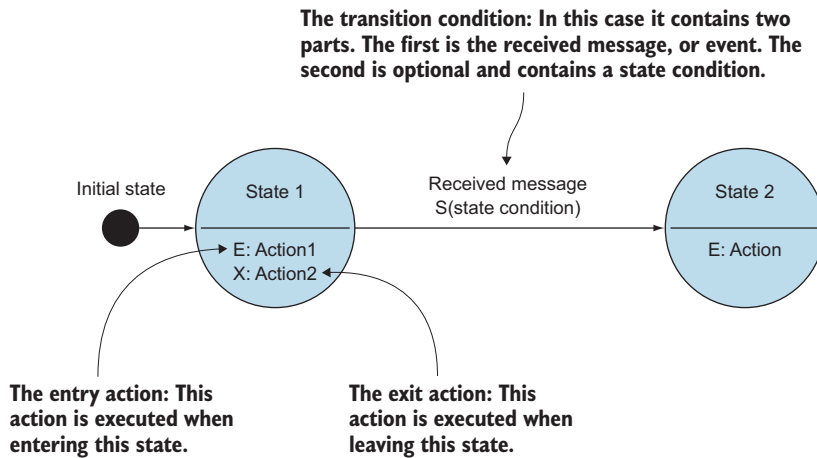 The transition condition: In this case it contains two
parts. The first is the received message, or event. The
second is optional and contains a state condition.
Initial state
State 1
Received message
S(state condition)
State 2
E: Action1
X: Action2
E: Action
The entry action: This
action is executed when
entering this state.
The exit action: This
action is executed when
leaving this state.